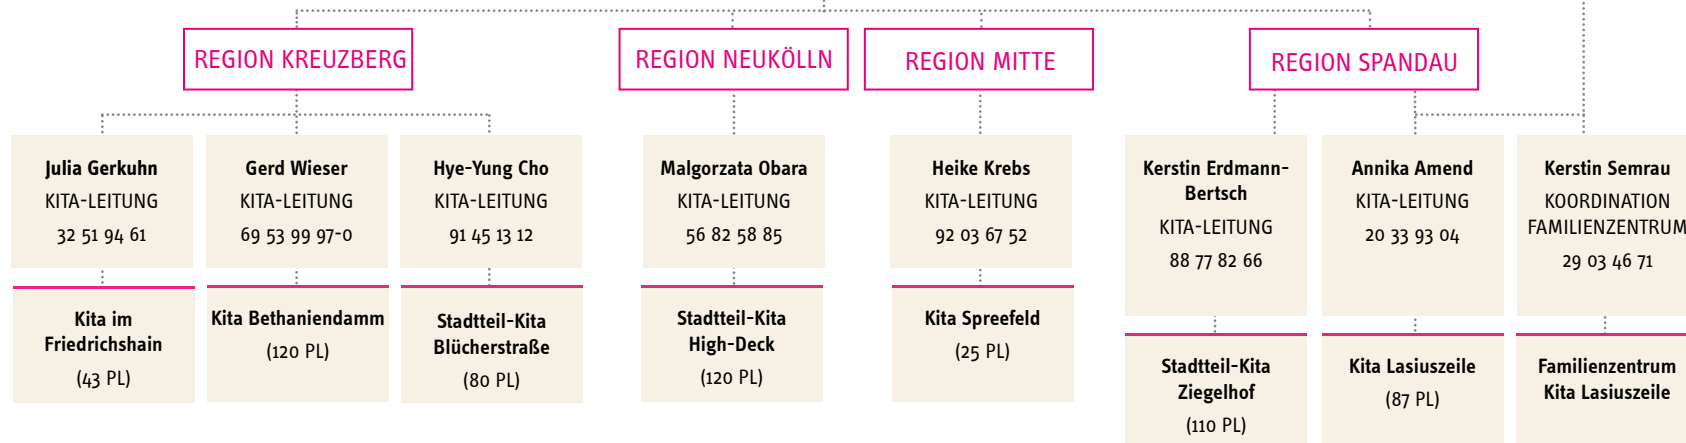 REGION KREUZBERG
REGION NEUKÖLLN
REGION MITTE
REGION SPANDAU
Julia Gerkuhn
KITA-LEITUNG
32 51 94 61
Kita im
Friedrichshain
(43 PL)
Gerd Wieser
KITA-LEITUNG
69 53 99 97-0
Kita Bethaniendamm
(120 PL)
Hye-Yung Cho
KITA-LEITUNG
91 45 13 12
Stadtteil-Kita
Blücherstraße
(80 PL)
Malgorzata Obara
KITA-LEITUNG
56 82 58 85
Stadtteil-Kita
High-Deck
(120 PL)
Heike Krebs
KITA-LEITUNG
92 03 67 52
Kita Spreefeld
(25 PL)
Kerstin Erdmann-
Bertsch
KITA-LEITUNG
88 77 82 66
Stadtteil-Kita
Ziegelhof
(110 PL)
Annika Amend
KITA-LEITUNG
20 33 93 04
Kita Lasiuszeile
(87 PL)
Kerstin Semrau
KOORDINATION
FAMILIENZENTRUM
29 03 46 71
Familienzentrum
Kita Lasiuszeile